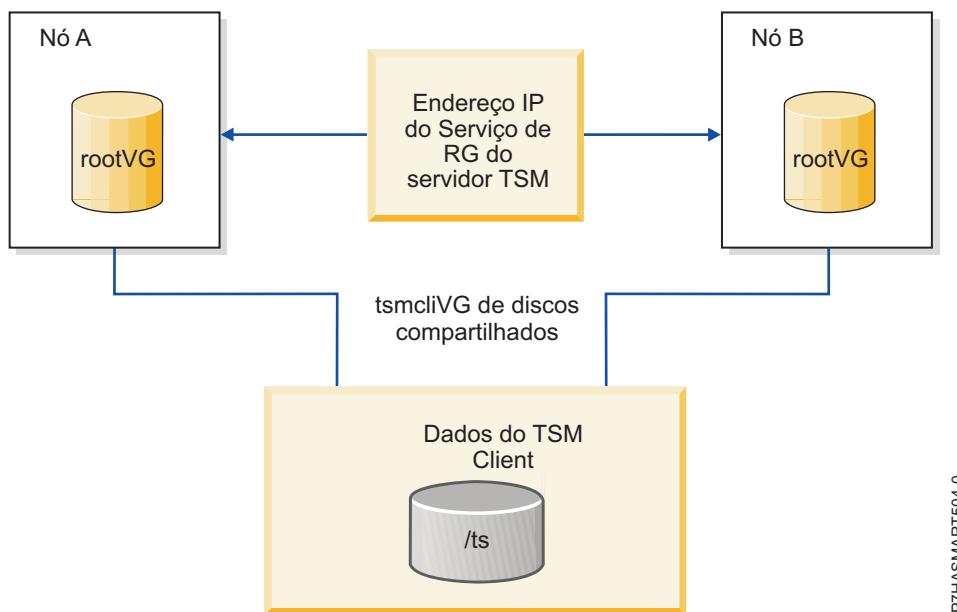 Nó A
rootVG
Endereço IP
do Serviço de
RG do
servidor TSM
Nó B
rootVG
tsmcliVG de discos
compartilhados
Dados do TSM
Client
/ts